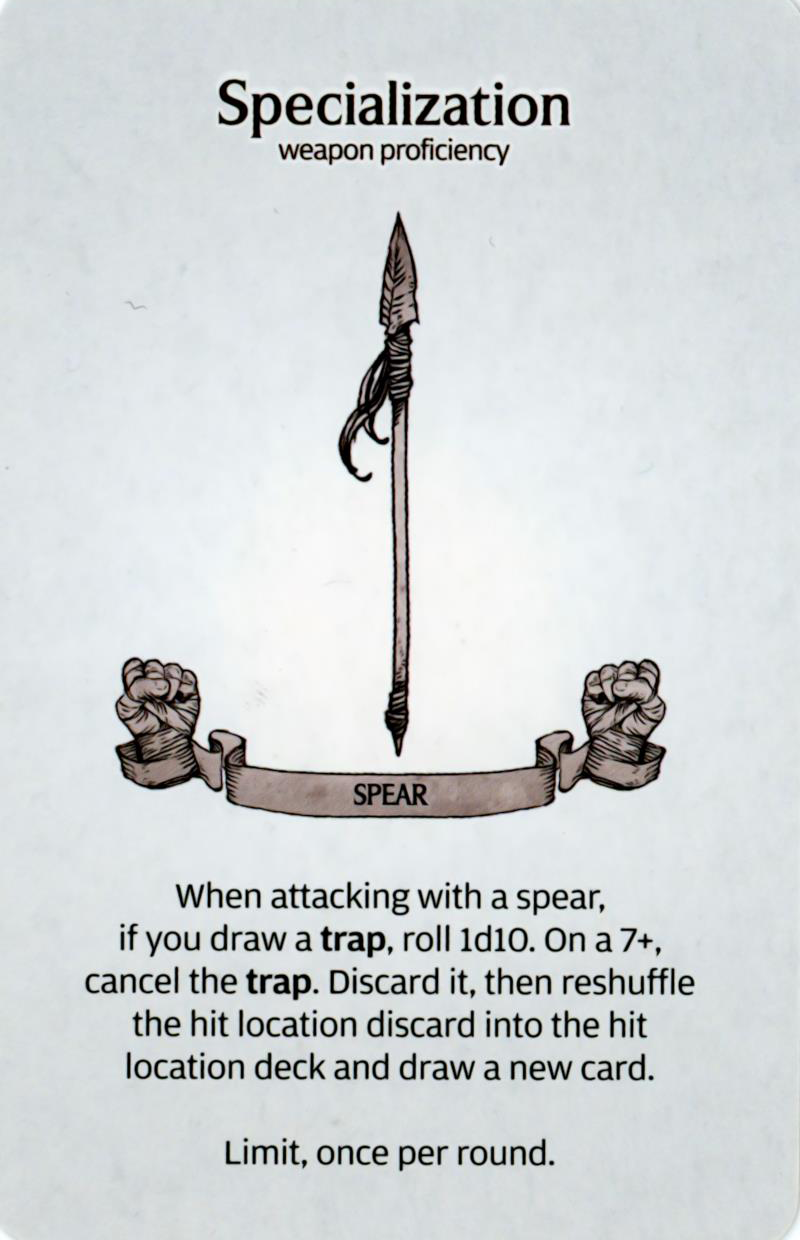 Specialization
weapon proficiency
SPEAR
When attacking with a spear,
if you draw a trap, roll 1d10. On a 7+,
cancel the trap. Discard it, then reshuffle
the hit location discard into the hit
location deck and draw a new card.
Limit, once per round.